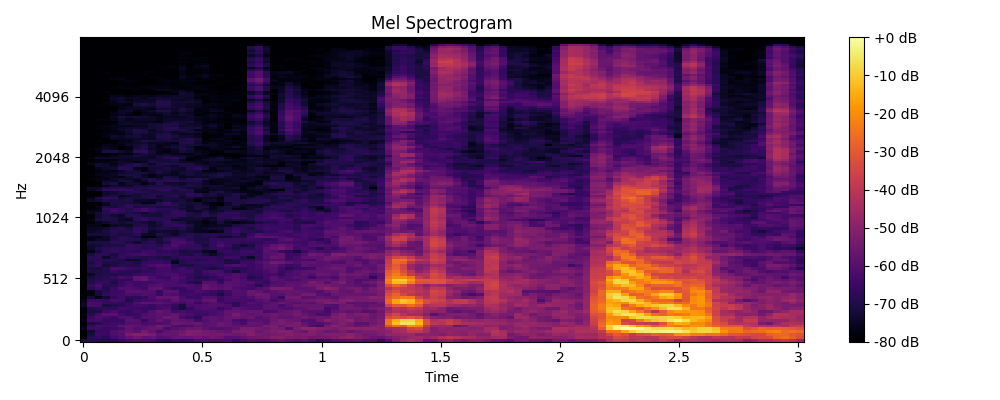 Mel Spectrogram
Hz
4096
2048
1024
512
0
0
0.5
1
1.5
2
2.5
3
Time
+0 dB
-10 dB
-20 dB
-30 dB
-40 dB
-50 dB
-60 dB
-70 dB
-80 dB